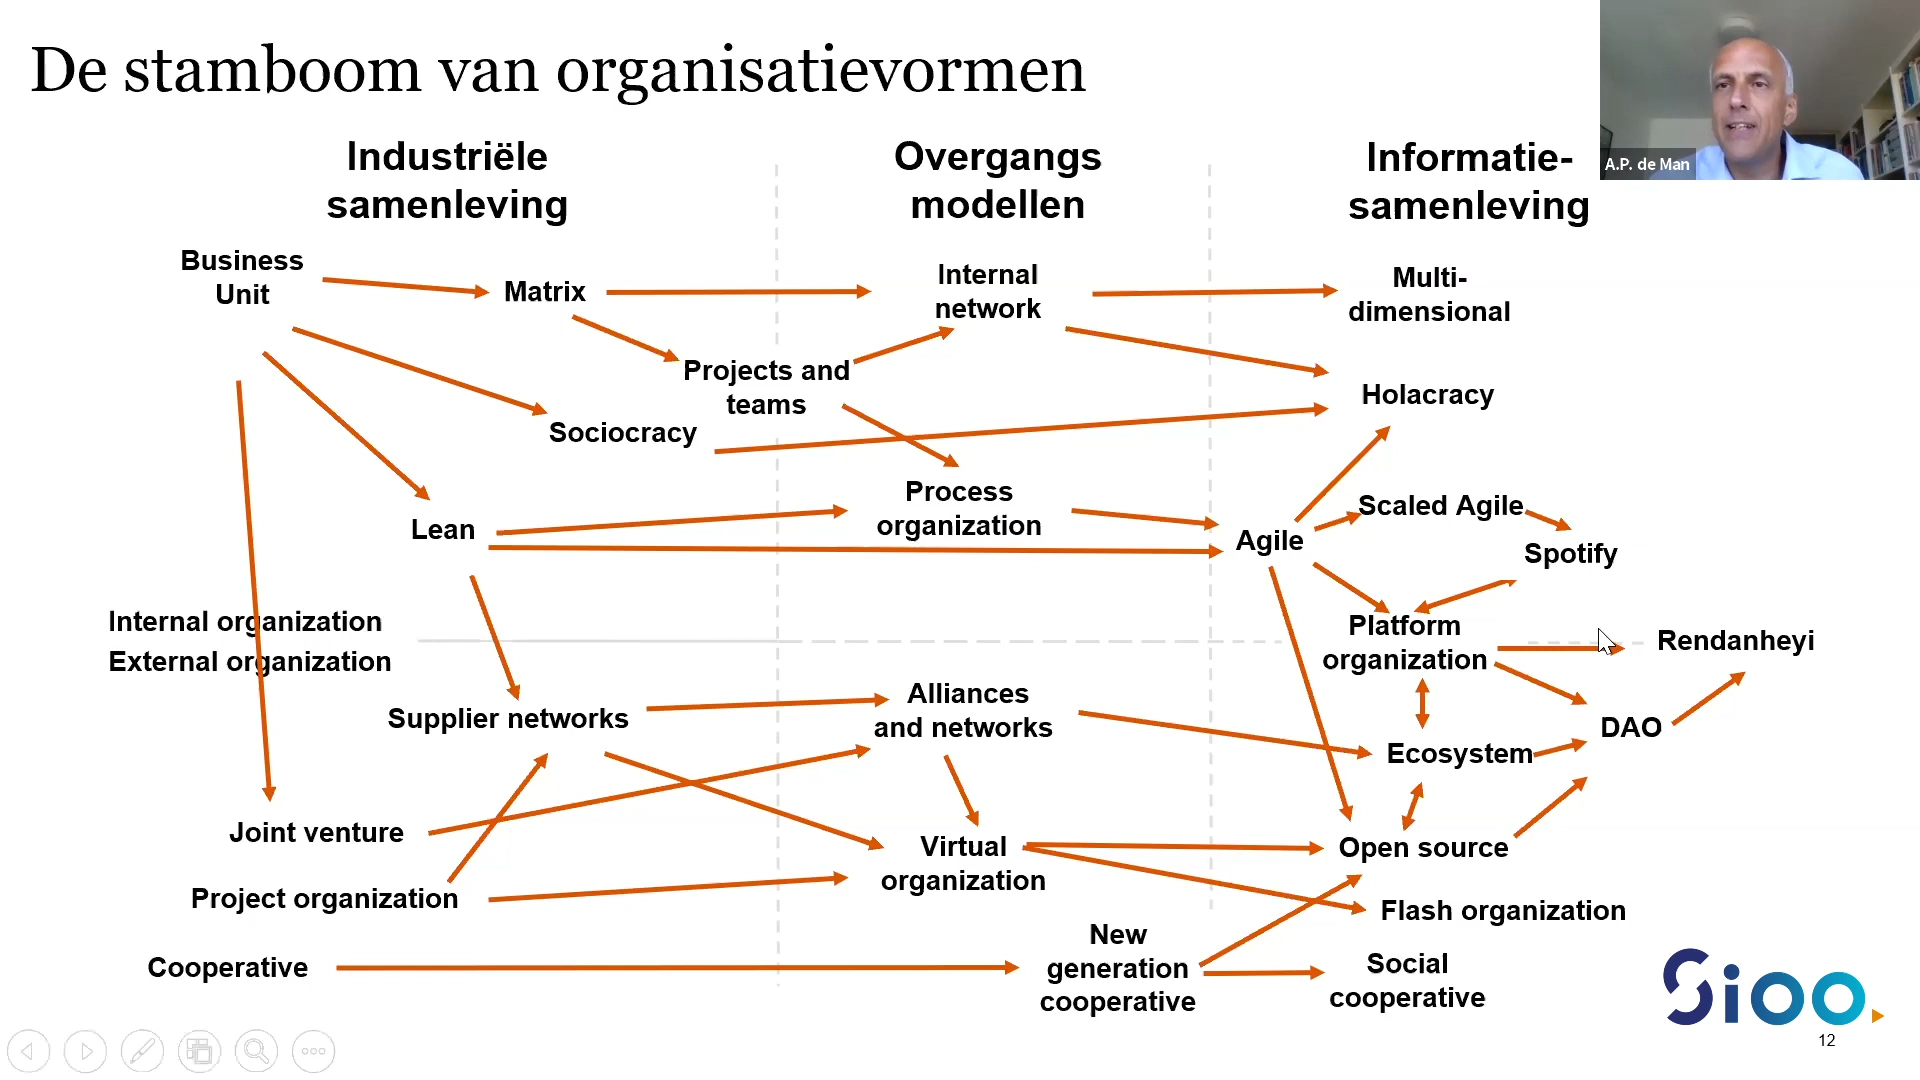 De stamboom van organisatievormen
A.P. de Man
Industriële
samenleving
Overgangs
modellen
Informatie-
samenleving
Business
Unit
Matrix
Internal
network
Multi-
dimensional
Projects and
teams
Holacracy
Sociocracy
Process
organization
Scaled Agile
Lean
Agile
Spotify
Internal organization
External organization
Platform
organization
Rendanheyi
Supplier networks
Alliances
and networks
DAO
Ecosystem
Joint venture
Virtual
organization
Open source
Project organization
Flash organization
Cooperative
New
generation
cooperative
Social
cooperative
Sioo
12